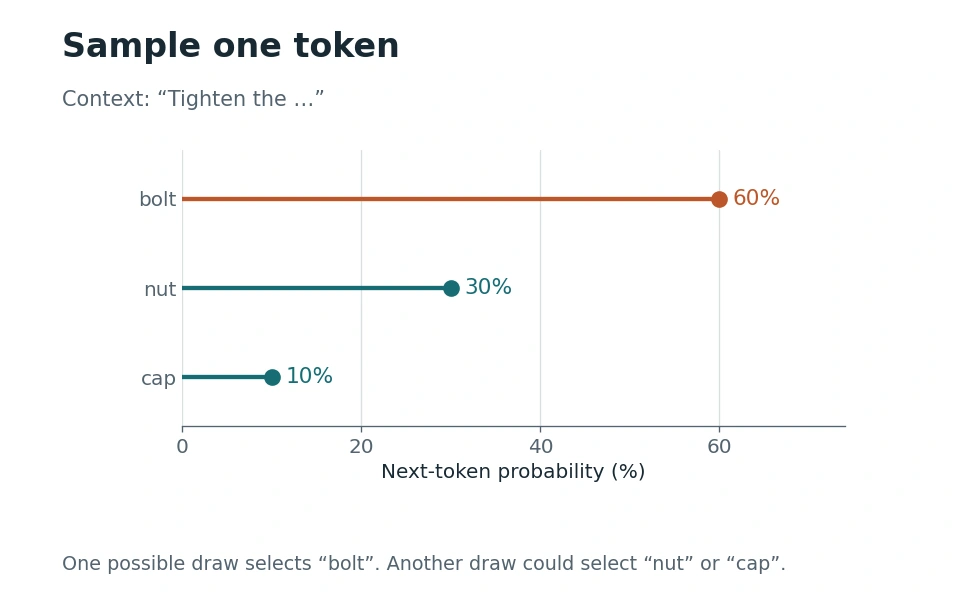 Sample one token
Context: “Tighten the …”
bolt
60%
nut
30%
cap
10%
0 20 40 60
Next-token probability (%)
One possible draw selects “bolt”. Another draw could select “nut” or “cap”.